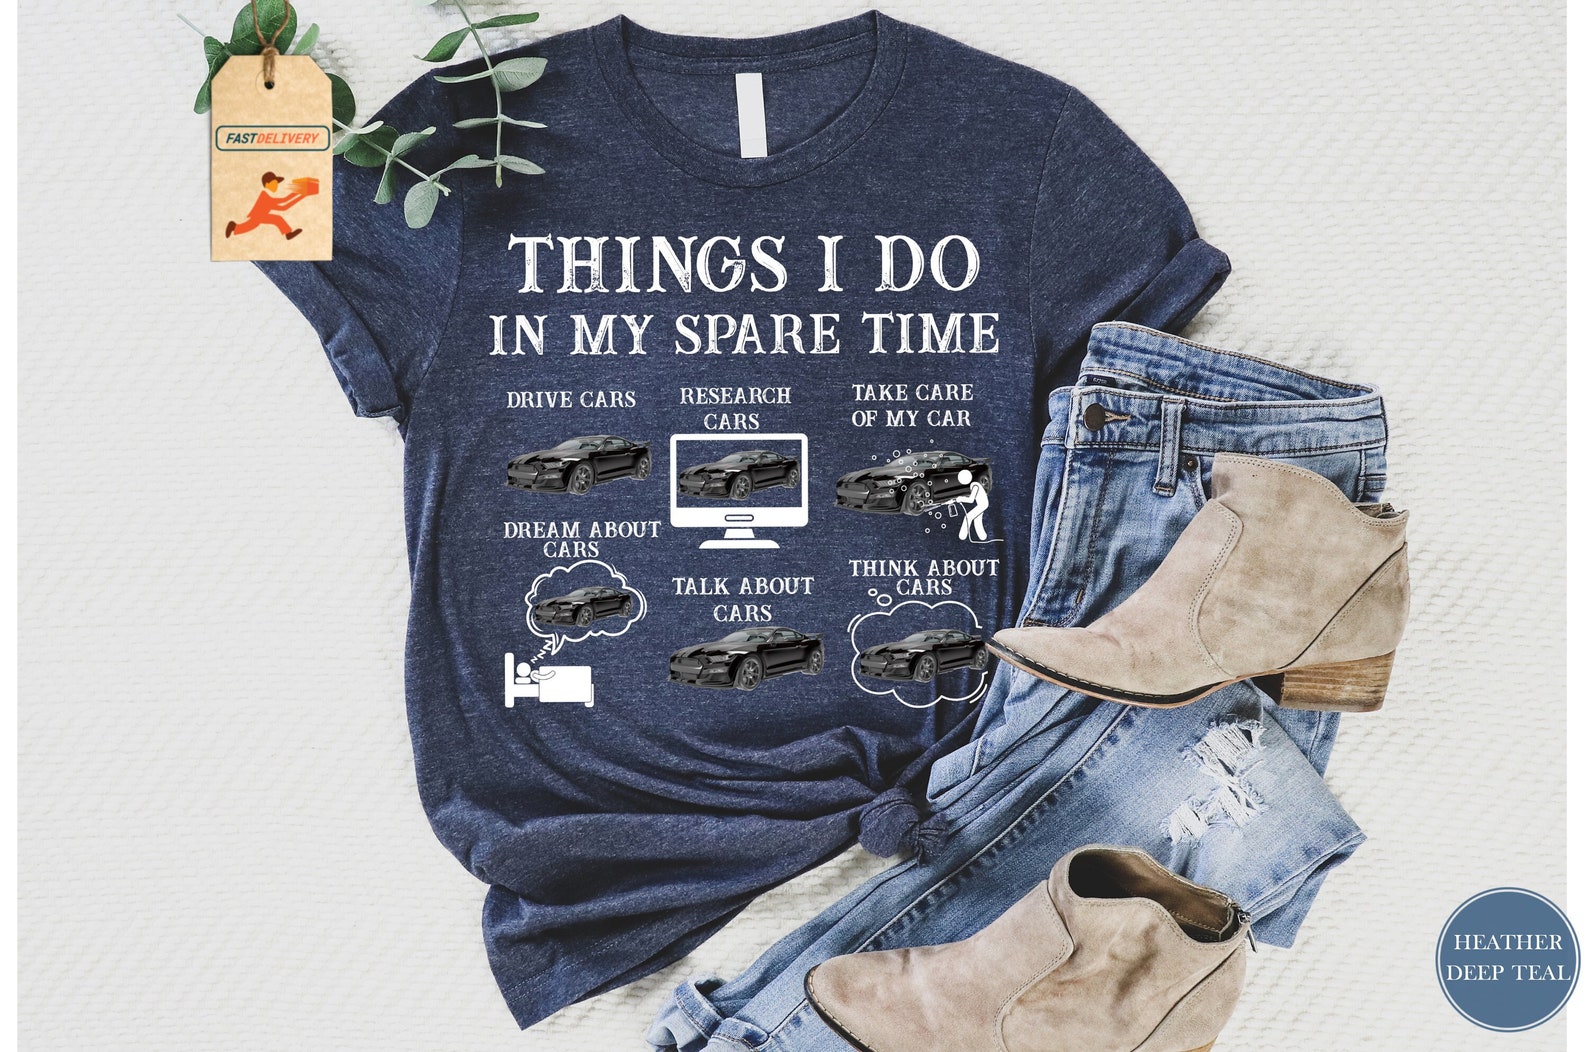 FASTDELIVERY
THINGS I DO
IN MY SPARE TIME
DRIVE CARS
RESEARCH
CARS
TAKE CARE
OF MY CAR
DREAM ABOUT
CARS
zzzz
TALK ABOUT
CARS
THINK ABOUT
CARS
HEATHER
DEEP TEAL